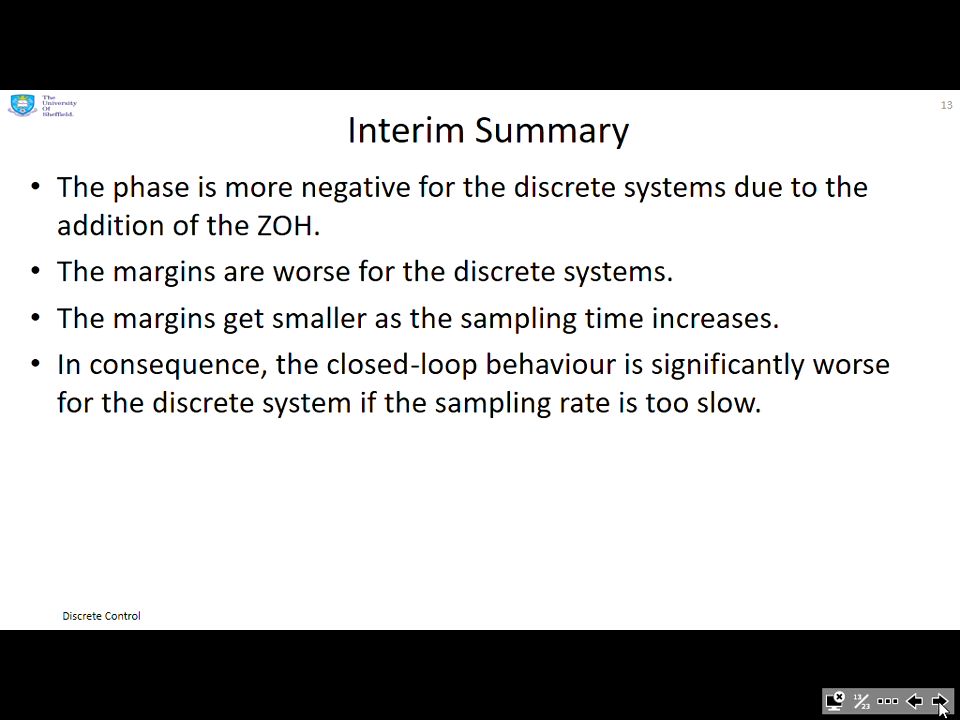 The
University
Of
Sheffield.
13
Interim Summary
• The phase is more negative for the discrete systems due to the
addition of the ZOH.
• The margins are worse for the discrete systems.
• The margins get smaller as the sampling time increases.
• In consequence, the closed-loop behaviour is significantly worse
for the discrete system if the sampling rate is too slow.
Discrete Control
13/23